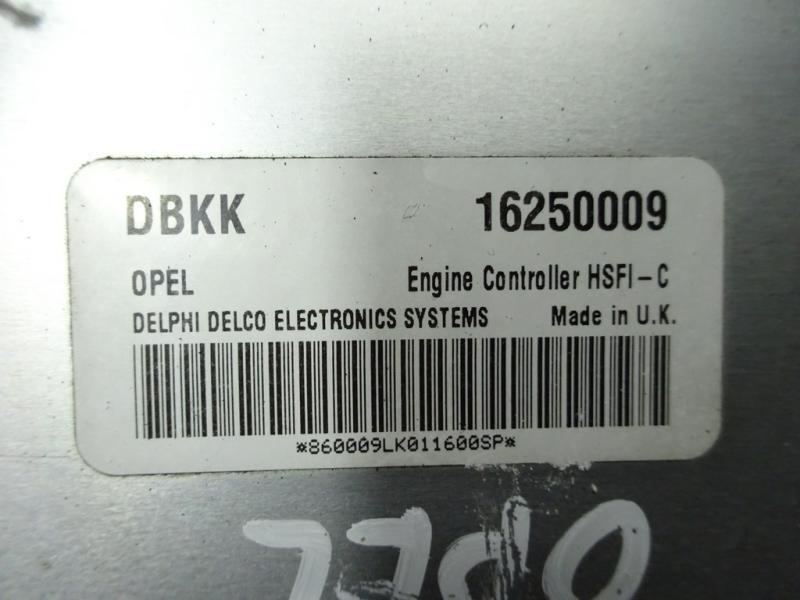 DBKK 16250009
OPEL Engine Controller HSFI-C
DELPHI DELCO ELECTRONICS SYSTEMS Made in U.K.
*860009LK011600SP*